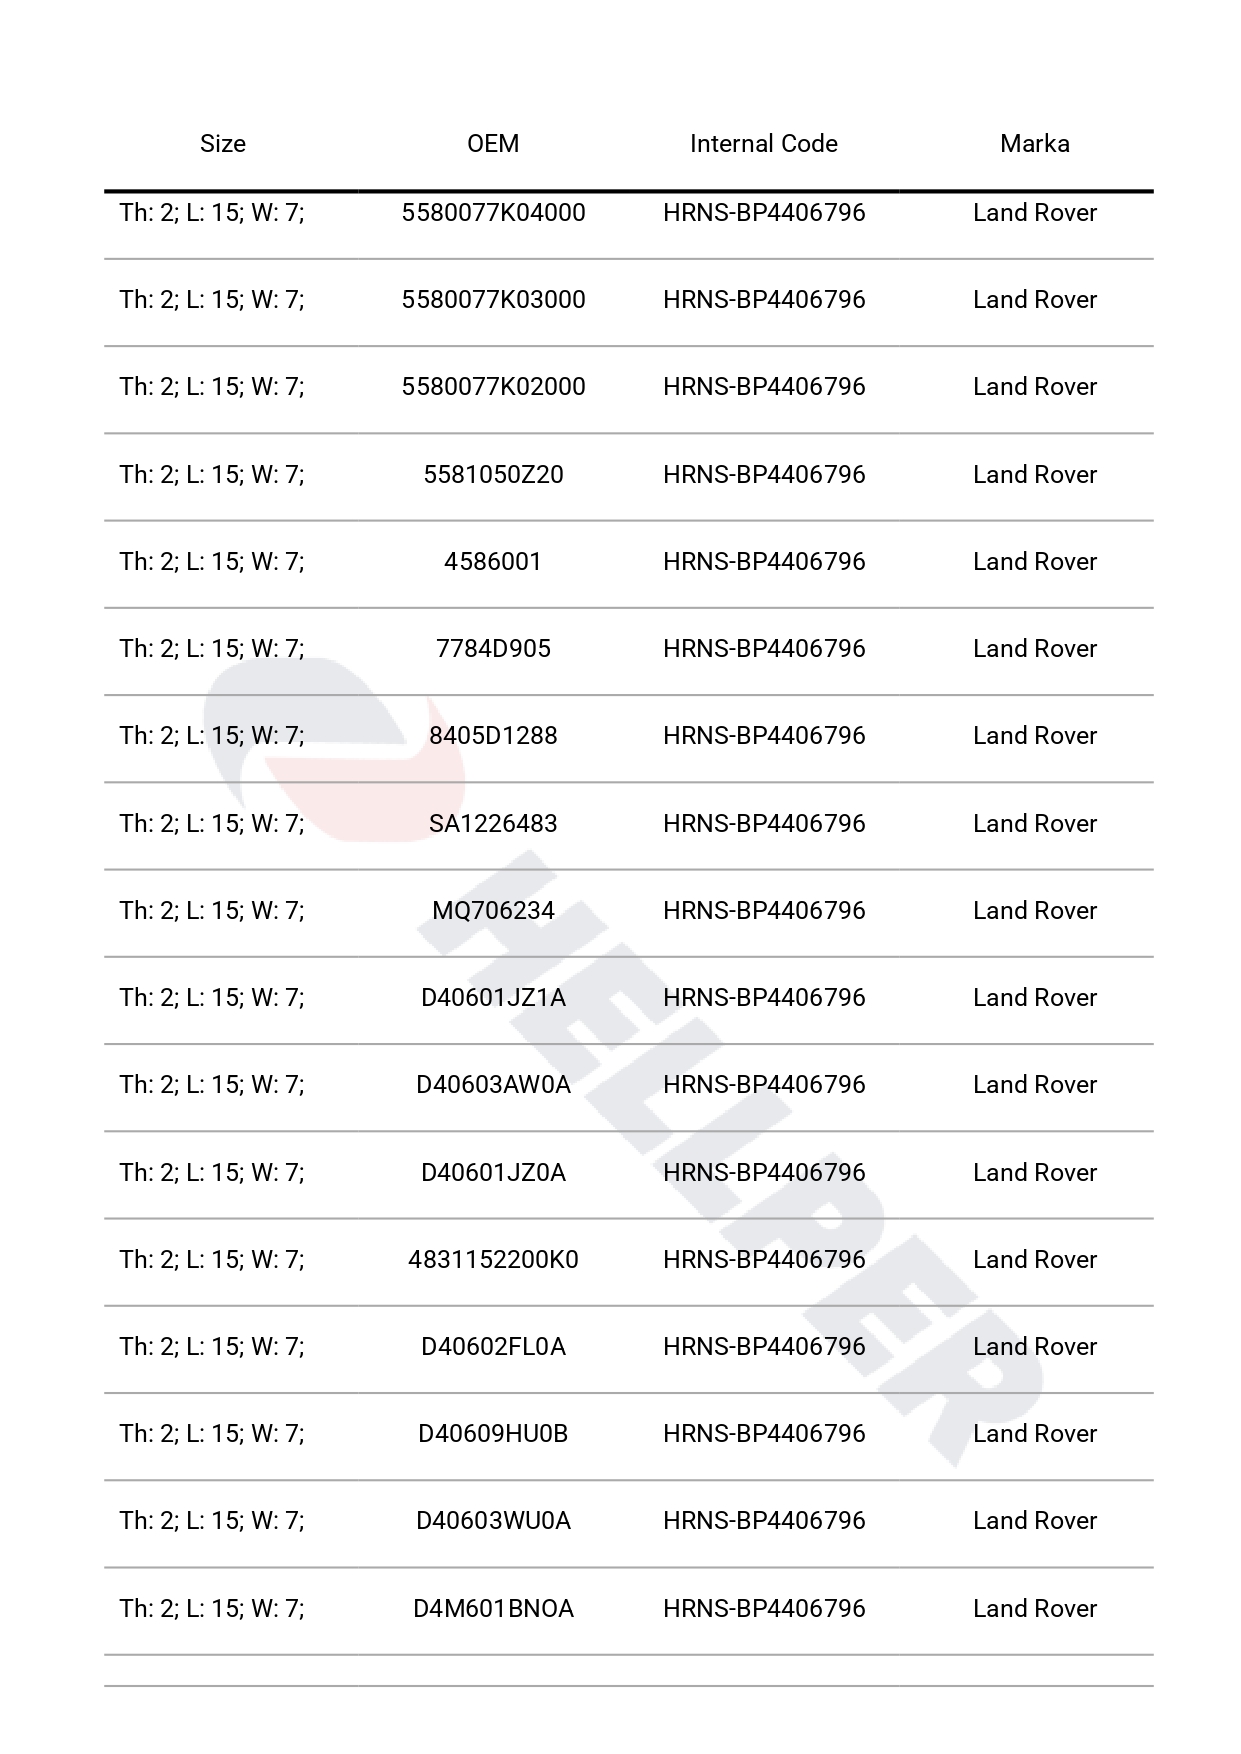 Size OEM Internal Code Marka
Th: 2; L: 15; W: 7; 5580077K04000 HRNS-BP4406796 Land Rover
Th: 2; L: 15; W: 7; 5580077K03000 HRNS-BP4406796 Land Rover
Th: 2; L: 15; W: 7; 5580077K02000 HRNS-BP4406796 Land Rover
Th: 2; L: 15; W: 7; 5581050Z20 HRNS-BP4406796 Land Rover
Th: 2; L: 15; W: 7; 4586001 HRNS-BP4406796 Land Rover
Th: 2; L: 15; W: 7; 7784D905 HRNS-BP4406796 Land Rover
Th: 2; L: 15; W: 7; 8405D1288 HRNS-BP4406796 Land Rover
Th: 2; L: 15; W: 7; SA1226483 HRNS-BP4406796 Land Rover
Th: 2; L: 15; W: 7; MQ706234 HRNS-BP4406796 Land Rover
Th: 2; L: 15; W: 7; D40601JZ1A HRNS-BP4406796 Land Rover
Th: 2; L: 15; W: 7; D40603AW0A HRNS-BP4406796 Land Rover
Th: 2; L: 15; W: 7; D40601JZ0A HRNS-BP4406796 Land Rover
Th: 2; L: 15; W: 7; 4831152200K0 HRNS-BP4406796 Land Rover
Th: 2; L: 15; W: 7; D40602FL0A HRNS-BP4406796 Land Rover
Th: 2; L: 15; W: 7; D40609HU0B HRNS-BP4406796 Land Rover
Th: 2; L: 15; W: 7; D40603WU0A HRNS-BP4406796 Land Rover
Th: 2; L: 15; W: 7; D4M601BNOA HRNS-BP4406796 Land Rover
HELLPER